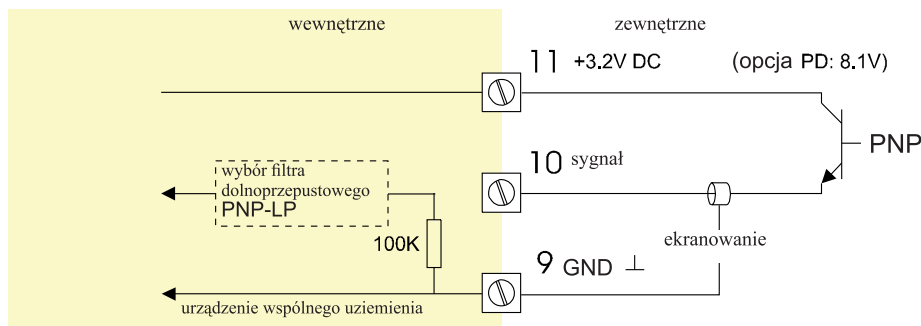 wewnętrzne
zewnętrzne
11 +3.2V DC (opcja PD: 8.1V)
PNP
10 sygnał
wybór filtra
dolnoprzepustowego
PNP-LP
100K
ekranowanie
9 GND ⊥
urządzenie wspólnego uziemienia